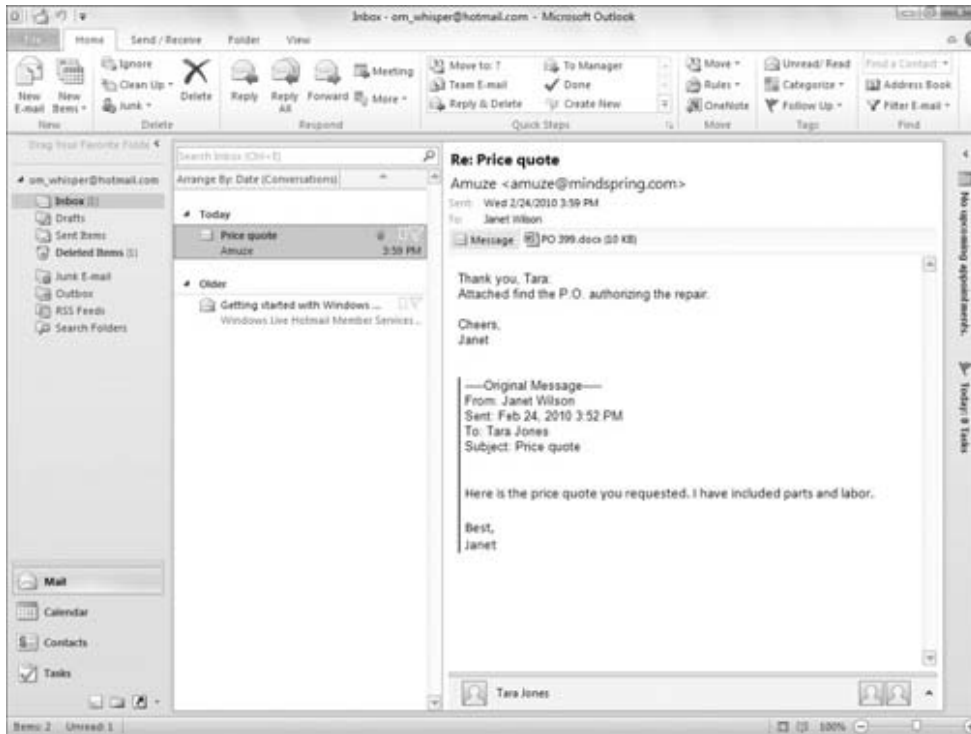 Inbox - om_whisper@hotmail.com - Microsoft Outlook
File Home Send / Receive Folder View
New E-mail
New Items
New
Ignore
Clean Up
Junk
Delete
Delete
Reply
Reply All
Forward
Meeting
More
Respond
Move to: ?
Team E-mail
Reply & Delete
To Manager
Done
Create New
Quick Steps
Move
Rules
OneNote
Move
Unread/ Read
Categorize
Follow Up
Tags
Find a Contact
Address Book
Filter E-mail
Find
Drag Your Favorite Folde
om_whisper@hotmail.com
Inbox (1)
Drafts
Sent Items
Deleted Items (1)
Junk E-mail
Outbox
RSS Feeds
Search Folders
Mail
Calendar
Contacts
Tasks
Search Inbox (Ctrl+E)
Arrange By: Date (Conversations)
Today
Price quote
Amuze 3:59 PM
Older
Getting started with Windows ...
Windows Live Hotmail Member Services...
Re: Price quote
Amuze <amuze@mindspring.com>
Sent: Wed 2/24/2010 3:59 PM
To: Janet Wilson
Message PO 399.docx (10 KB)
Thank you, Tara:
Attached find the P.O. authorizing the repair.
Cheers,
Janet
-----Original Message-----
From: Janet Wilson
Sent: Feb 24, 2010 3:52 PM
To: Tara Jones
Subject: Price quote
Here is the price quote you requested. I have included parts and labor.
Best,
Janet
Tara Jones
No upcoming appointments.
Today: 0 Tasks
Items: 2 Unread: 1
100%